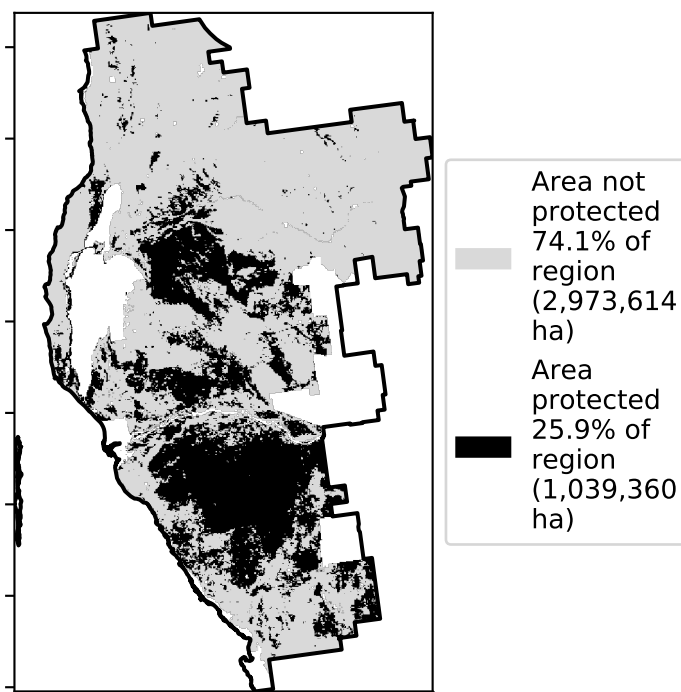 Area not
protected
74.1% of
region
(2,973,614
ha)
Area
protected
25.9% of
region
(1,039,360
ha)